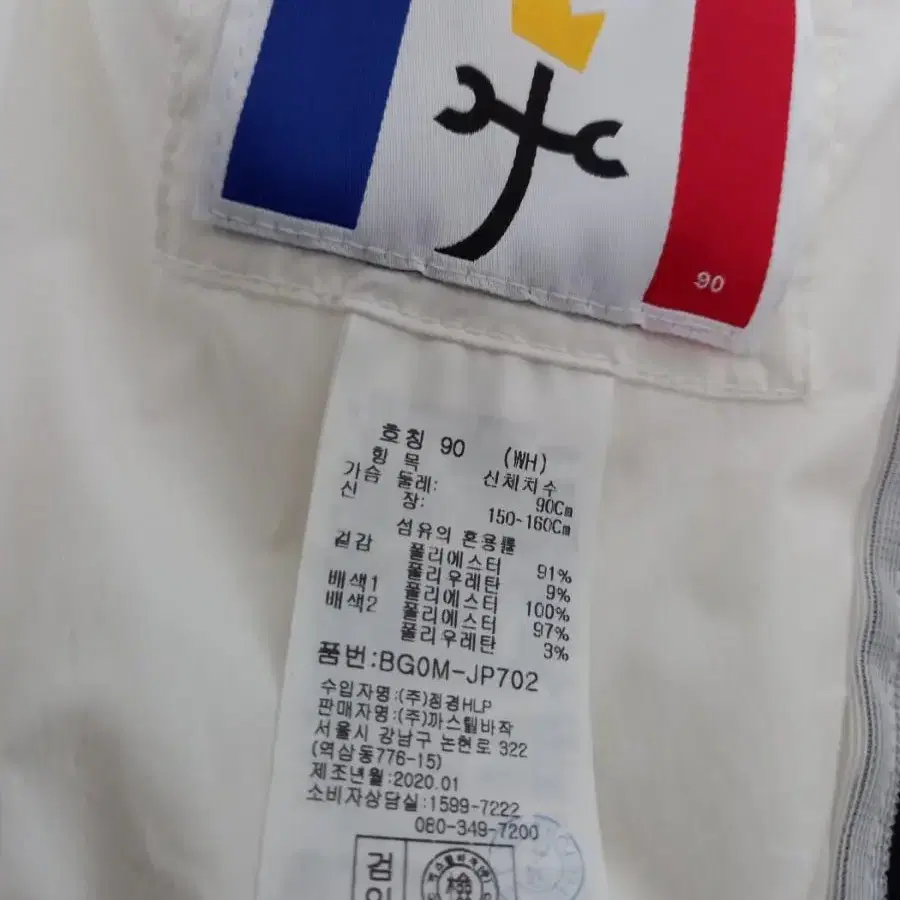 90
호칭 90 (WH)
항 목 신체치수
가슴 둘레: 90Cm
신 장: 150-160Cm
섬유의 혼용률
겉감 폴리에스터 91%
폴리우레탄 9%
배색1 폴리에스터 100%
배색2 폴리에스터 97%
폴리우레탄 3%
품번:BG0M-JP702
수입자명:(주)정경HLP
판매자명:(주)까스텔바작
서울시 강남구 논현로 322
(역삼동776-15)
제조년월:2020.01
소비자상담실:1599-7222
080-349-7200
검
檢